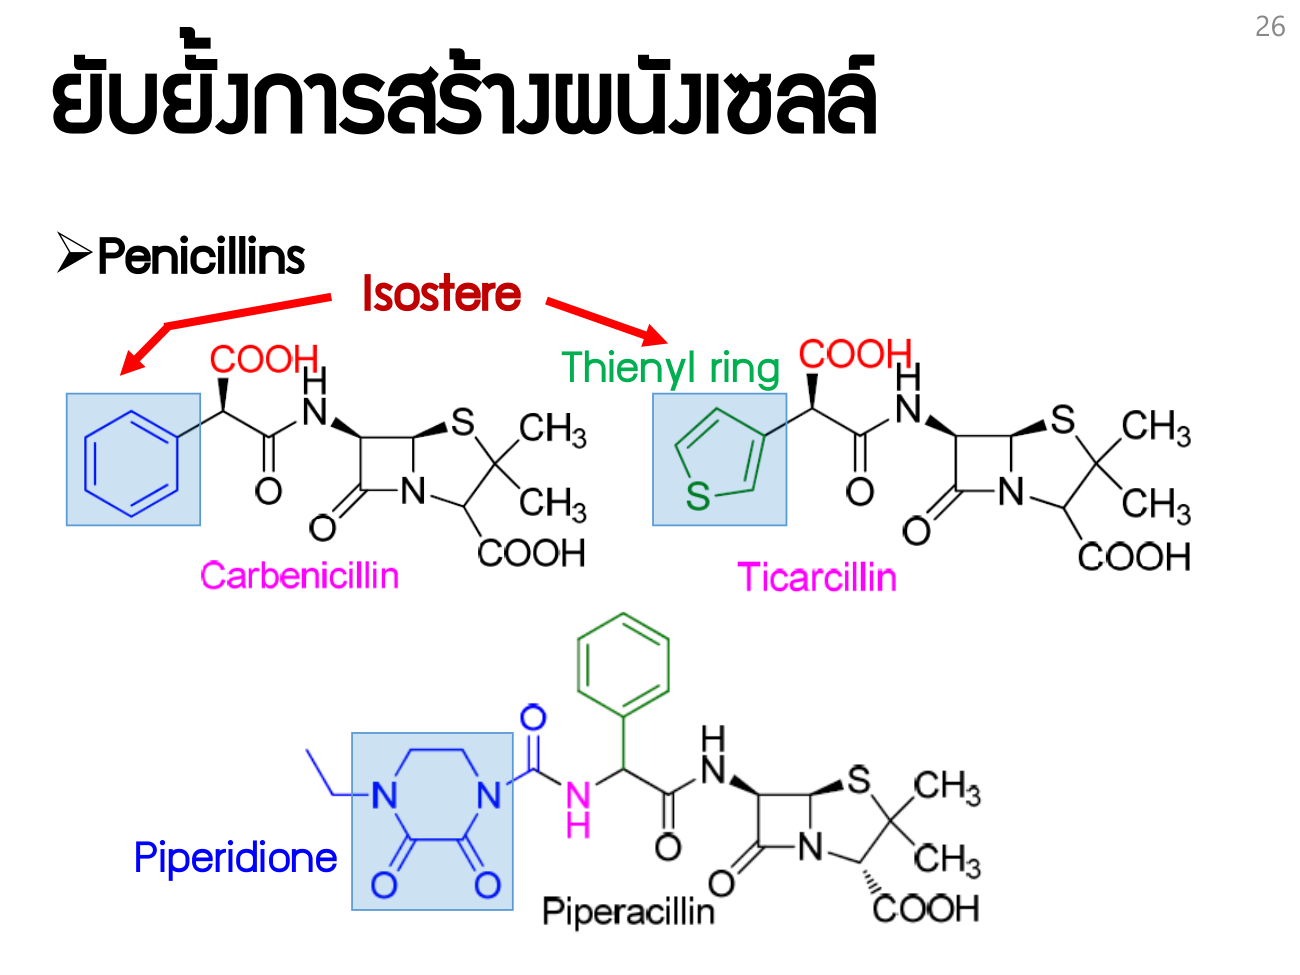 26
ยับยั้งการสร้างผนังเซลล์
➢Penicillins
Isostere
Thienyl ring
COOH
H
N
S
CH3
CH3
O
N
O
COOH
Carbenicillin
COOH
H
N
S
CH3
CH3
S
O
N
O
COOH
Ticarcillin
O
H
N
S
CH3
N
N
N
H
CH3
O
N
Piperidione
O
O
O
COOH
Piperacillin